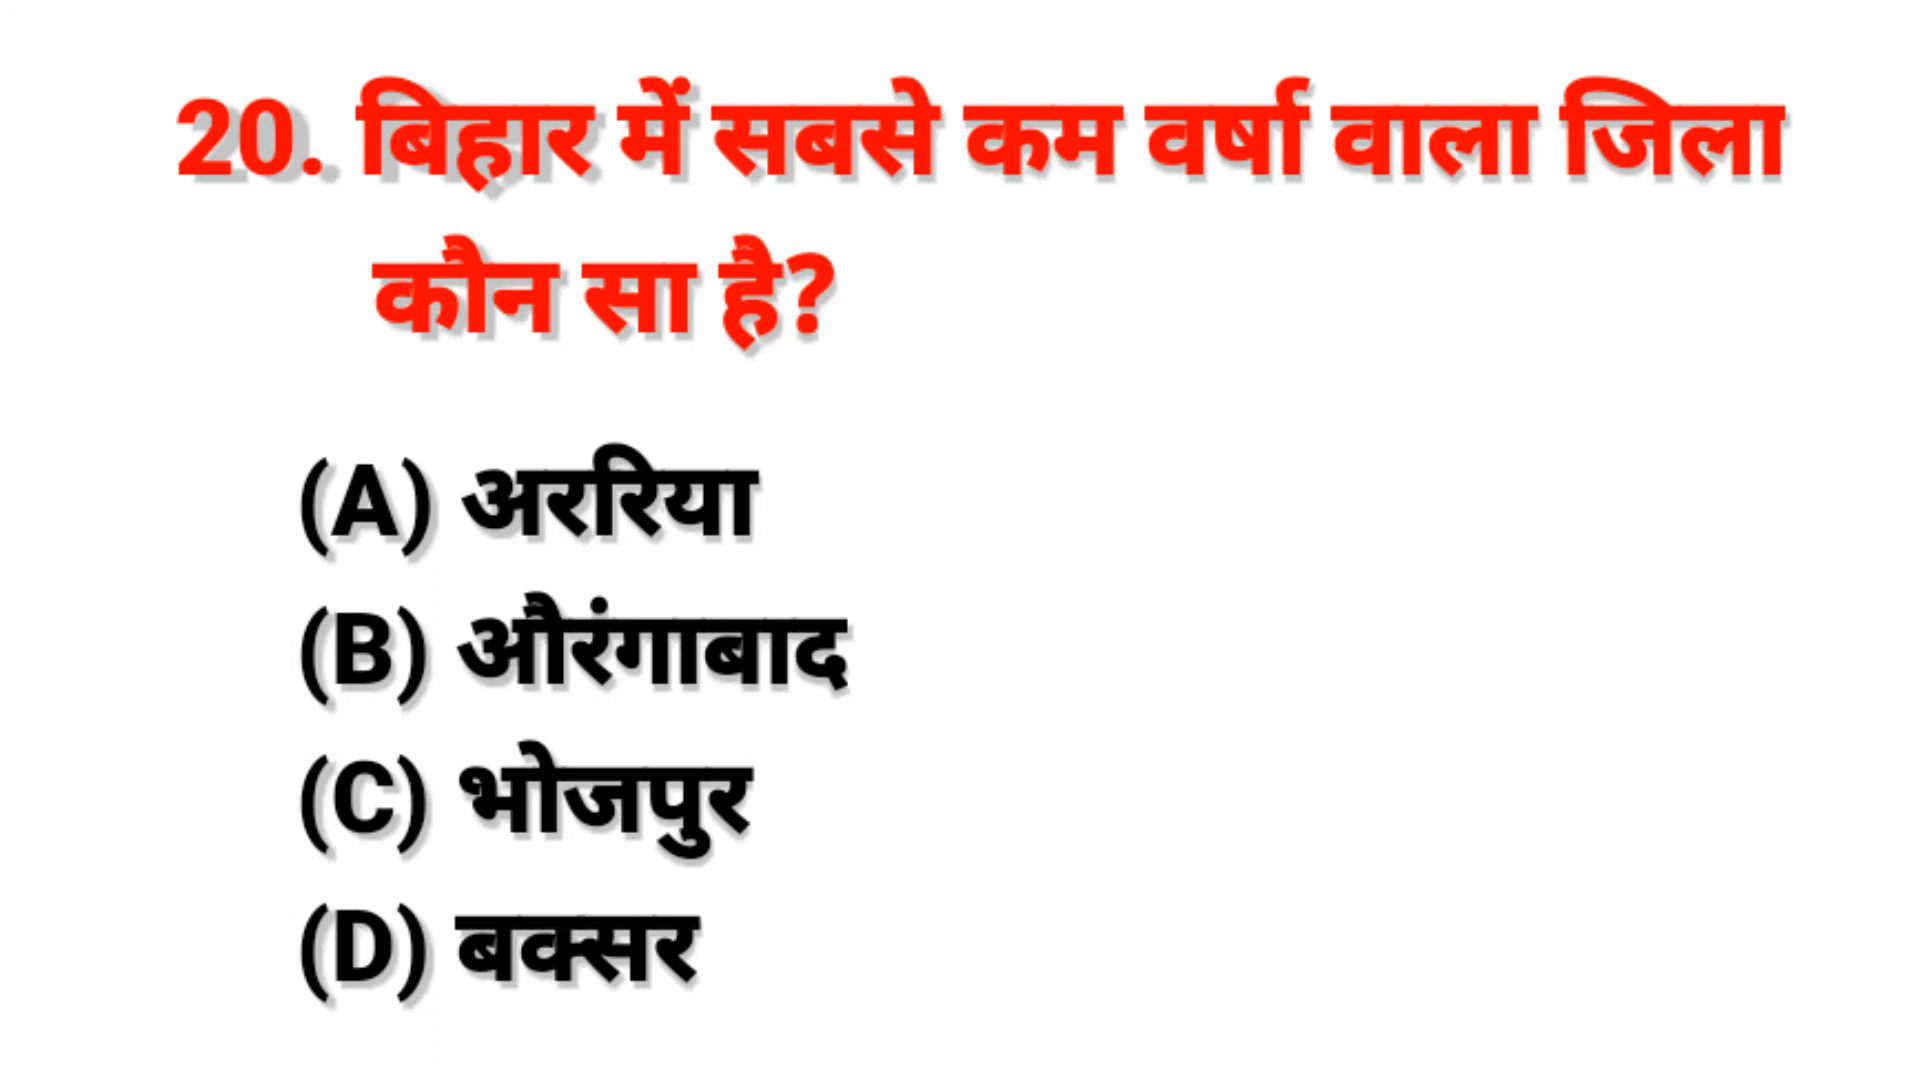 20. बिहार में सबसे कम वर्षा वाला जिला
कौन सा है?
(A) अररिया
(B) औरंगाबाद
(C) भोजपुर
(D) बक्सर